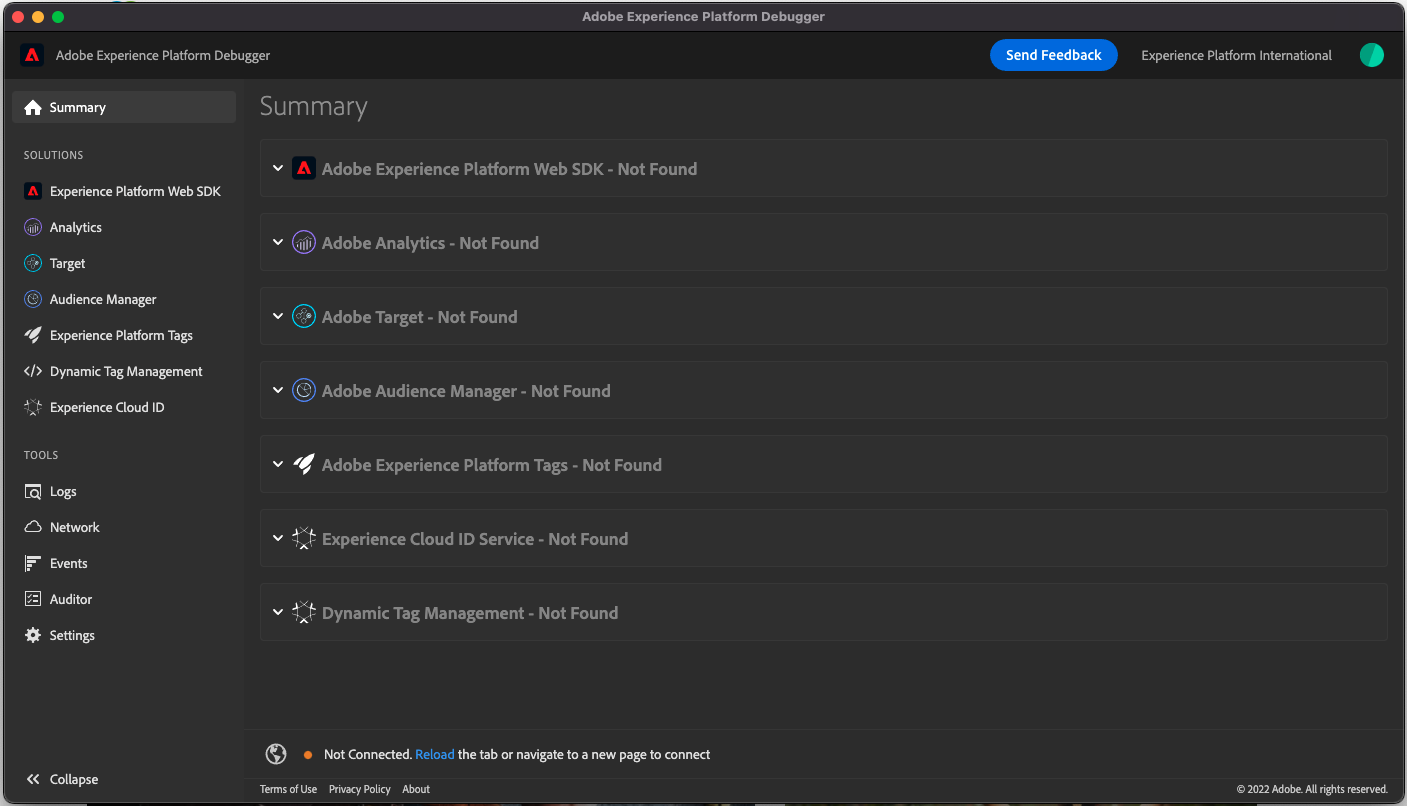 Adobe Experience Platform Debugger
Adobe Experience Platform Debugger
Send Feedback
Experience Platform International
Summary
SOLUTIONS
Experience Platform Web SDK
Analytics
Target
Audience Manager
Experience Platform Tags
Dynamic Tag Management
Experience Cloud ID
TOOLS
Logs
Network
Events
Auditor
Settings
Collapse
Summary
Adobe Experience Platform Web SDK - Not Found
Adobe Analytics - Not Found
Adobe Target - Not Found
Adobe Audience Manager - Not Found
Adobe Experience Platform Tags - Not Found
Experience Cloud ID Service - Not Found
Dynamic Tag Management - Not Found
Not Connected. Reload the tab or navigate to a new page to connect
Terms of Use Privacy Policy About
© 2022 Adobe. All rights reserved.